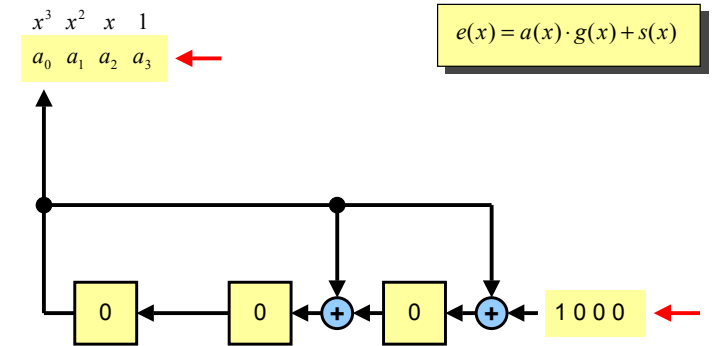 x³ x² x 1
a₀ a₁ a₂ a₃
e(x) = a(x) · g(x) + s(x)
0 0 + 0 + 1 0 0 0